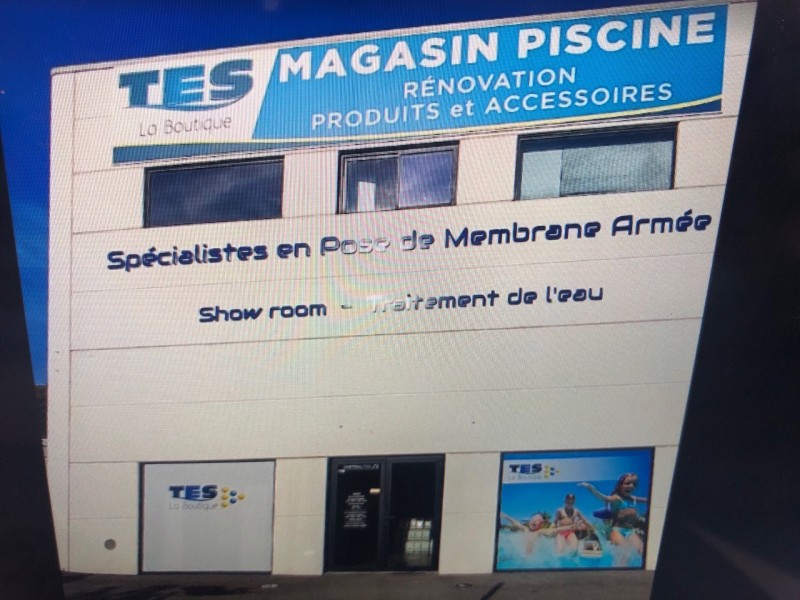 TES
La Boutique
MAGASIN PISCINE
RÉNOVATION
PRODUITS et ACCESSOIRES
Spécialistes en Pose de Membrane Armée
Show room - Traitement de l'eau
TES
La Boutique
TES
La Boutique